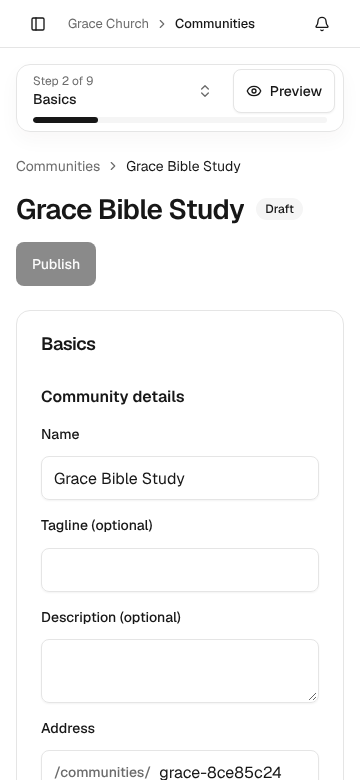 Grace Church > Communities
Step 2 of 9
Basics
Preview
Communities > Grace Bible Study
Grace Bible Study
Draft
Publish
Basics
Community details
Name
Grace Bible Study
Tagline (optional)
Description (optional)
Address
/communities/ grace-8ce85c24